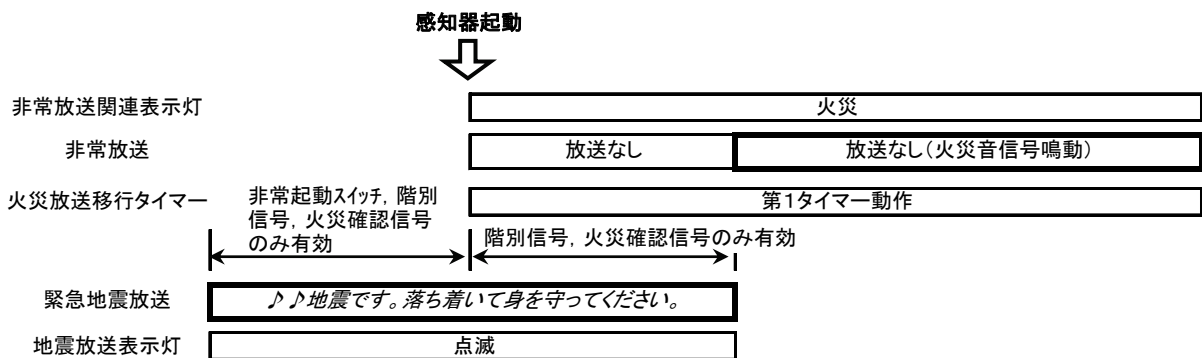 感知器起動
非常放送関連表示灯
火災
非常放送
放送なし
放送なし(火災音信号鳴動)
火災放送移行タイマー
非常起動スイッチ, 階別
信号, 火災確認信号
のみ有効
第1タイマー動作
階別信号, 火災確認信号のみ有効
緊急地震放送
♪♪地震です。落ち着いて身を守ってください。
地震放送表示灯
点滅